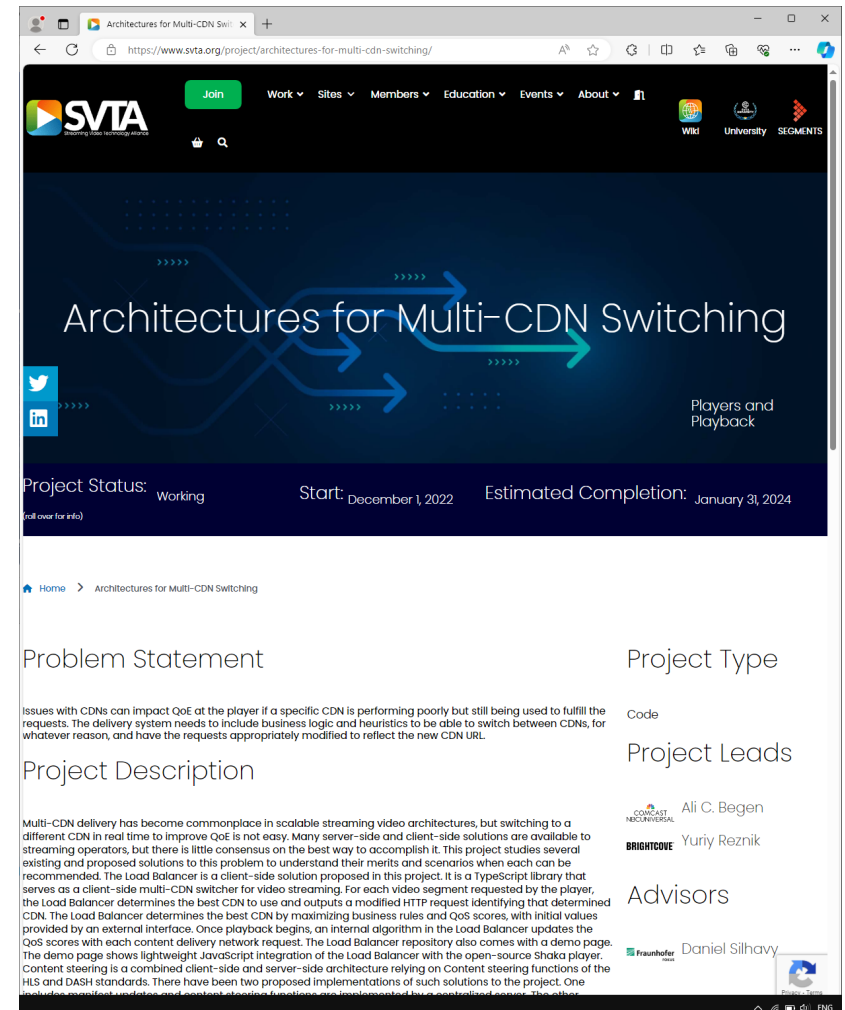 Architectures for Multi-CDN Swit
https://www.svta.org/project/architectures-for-multi-cdn-switching/
SVTA
Streaming Video Technology Alliance
Join
Work
Sites
Members
Education
Events
About
Wiki
University
SEGMENTS
Architectures for Multi-CDN Switching
Players and
Playback
Project Status:
Working
(roll over for info)
Start: December 1, 2022
Estimated Completion: January 31, 2024
Home > Architectures for Multi-CDN Switching
Problem Statement
Issues with CDNs can impact QoE at the player if a specific CDN is performing poorly but still being used to fulfill the
requests. The delivery system needs to include business logic and heuristics to be able to switch between CDNs, for
whatever reason, and have the requests appropriately modified to reflect the new CDN URL.
Project Description
Multi-CDN delivery has become commonplace in scalable streaming video architectures, but switching to a
different CDN in real time to improve QoE is not easy. Many server-side and client-side solutions are available to
streaming operators, but there is little consensus on the best way to accomplish it. This project studies several
existing and proposed solutions to this problem to understand their merits and scenarios when each can be
recommended. The Load Balancer is a client-side solution proposed in this project. It is a TypeScript library that
serves as a client-side multi-CDN switcher for video streaming. For each video segment requested by the player,
the Load Balancer determines the best CDN to use and outputs a modified HTTP request identifying that determined
CDN. The Load Balancer determines the best CDN by maximizing business rules and QoS scores, with initial values
provided by an external interface. Once playback begins, an internal algorithm in the Load Balancer updates the
QoS scores with each content delivery network request. The Load Balancer repository also comes with a demo page.
The demo page shows lightweight JavaScript integration of the Load Balancer with the open-source Shaka player.
Content steering is a combined client-side and server-side architecture relying on Content steering functions of the
HLS and DASH standards. There have been two proposed implementations of such solutions to the project. One
includes manifest updates and content steering functions are implemented by a centralized server. The other
Project Type
Code
Project Leads
COMCAST
NBCUNIVERSAL
Ali C. Begen
BRIGHTCOVE
Yuriy Reznik
Advisors
Fraunhofer
FOKUS
Daniel Silhavy
Privacy - Terms
ENG